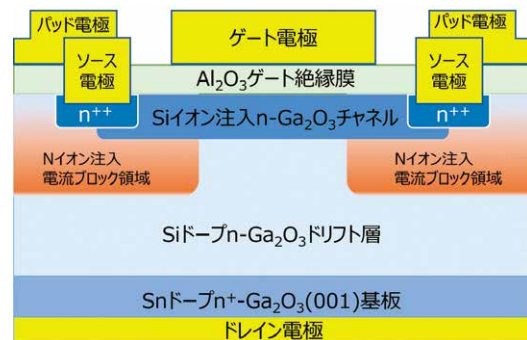 パッド電極
ゲート電極
パッド電極
ソース
電極
ソース
電極
Al₂O₃ゲート絶縁膜
n⁺⁺
Siイオン注入n-Ga₂O₃チャネル
n⁺⁺
Nイオン注入
電流ブロック領域
Nイオン注入
電流ブロック領域
Siドープn-Ga₂O₃ドリフト層
Snドープn⁺-Ga₂O₃(001)基板
ドレイン電極